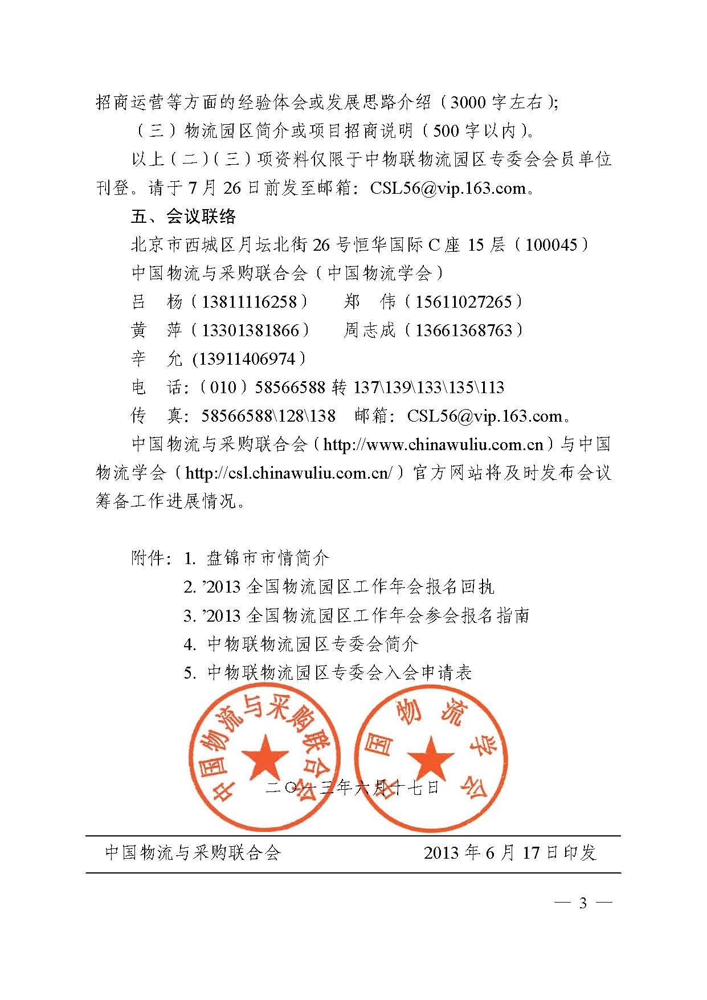 招商运营等方面的经验体会或发展思路介绍（3000 字左右）；
（三）物流园区简介或项目招商说明（500 字以内）。
以上（二）（三）项资料仅限于中物联物流园区专委会会员单位
刊登。请于 7 月 26 日前发至邮箱：CSL56@vip.163.com。
五、会议联络
北京市西城区月坛北街 26 号恒华国际 C 座 15 层（100045）
中国物流与采购联合会（中国物流学会）
吕　杨（13811116258）　　郑　伟（15611027265）
黄　萍（13301381866）　　周志成（13661368763）
辛　允 (13911406974）
电　话：（010）58566588 转 137\139\133\135\113
传　真：58566588\128\138　邮箱：CSL56@vip.163.com。
中国物流与采购联合会（http://www.chinawuliu.com.cn）与中国
物流学会（http://csl.chinawuliu.com.cn/）官方网站将及时发布会议
筹备工作进展情况。
附件：1. 盘锦市市情简介
2. ’2013 全国物流园区工作年会报名回执
3. ’2013 全国物流园区工作年会参会报名指南
4. 中物联物流园区专委会简介
5. 中物联物流园区专委会入会申请表
中国物流与采购联合会
中国物流学会
二〇一三年六月十七日
中国物流与采购联合会　　2013 年 6 月 17 日印发
— 3 —